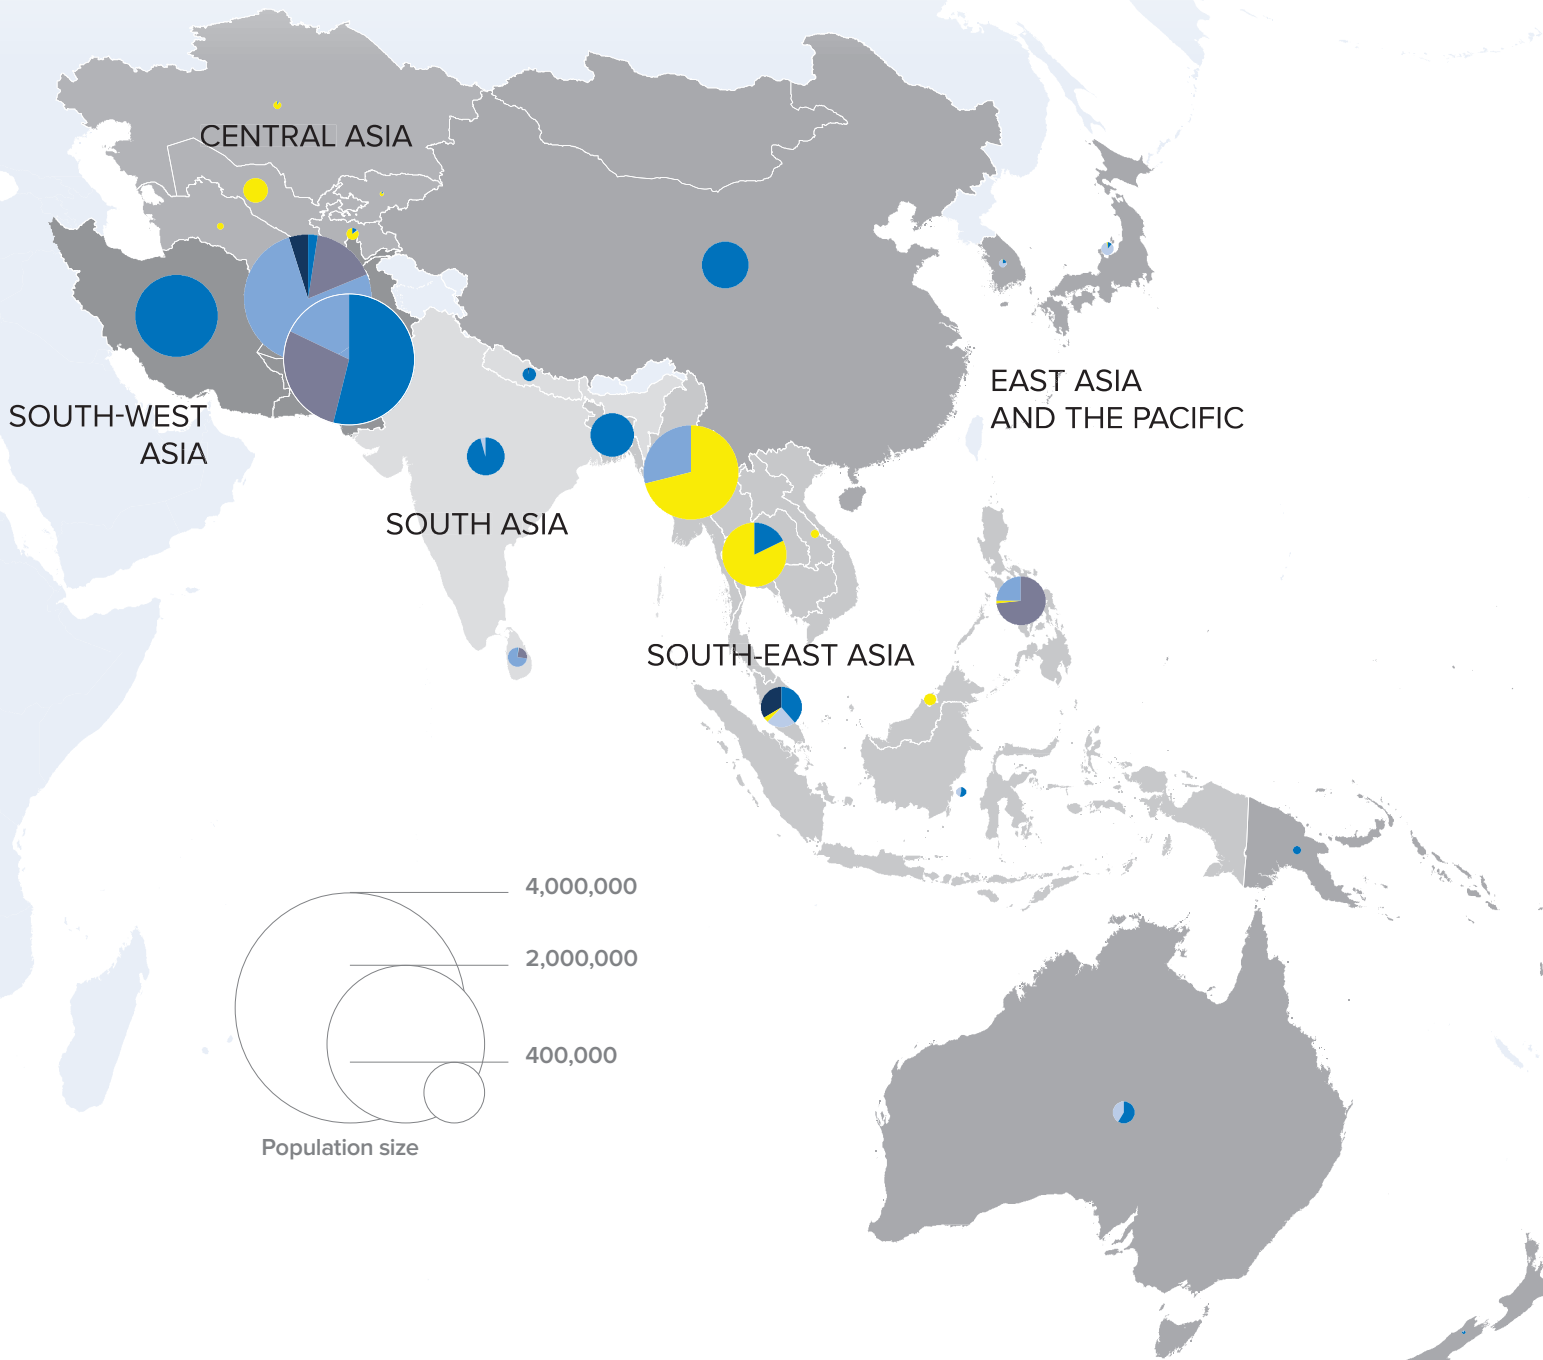 CENTRAL ASIA
SOUTH-WEST
ASIA
SOUTH ASIA
EAST ASIA
AND THE PACIFIC
SOUTH-EAST ASIA
4,000,000
2,000,000
400,000
Population size